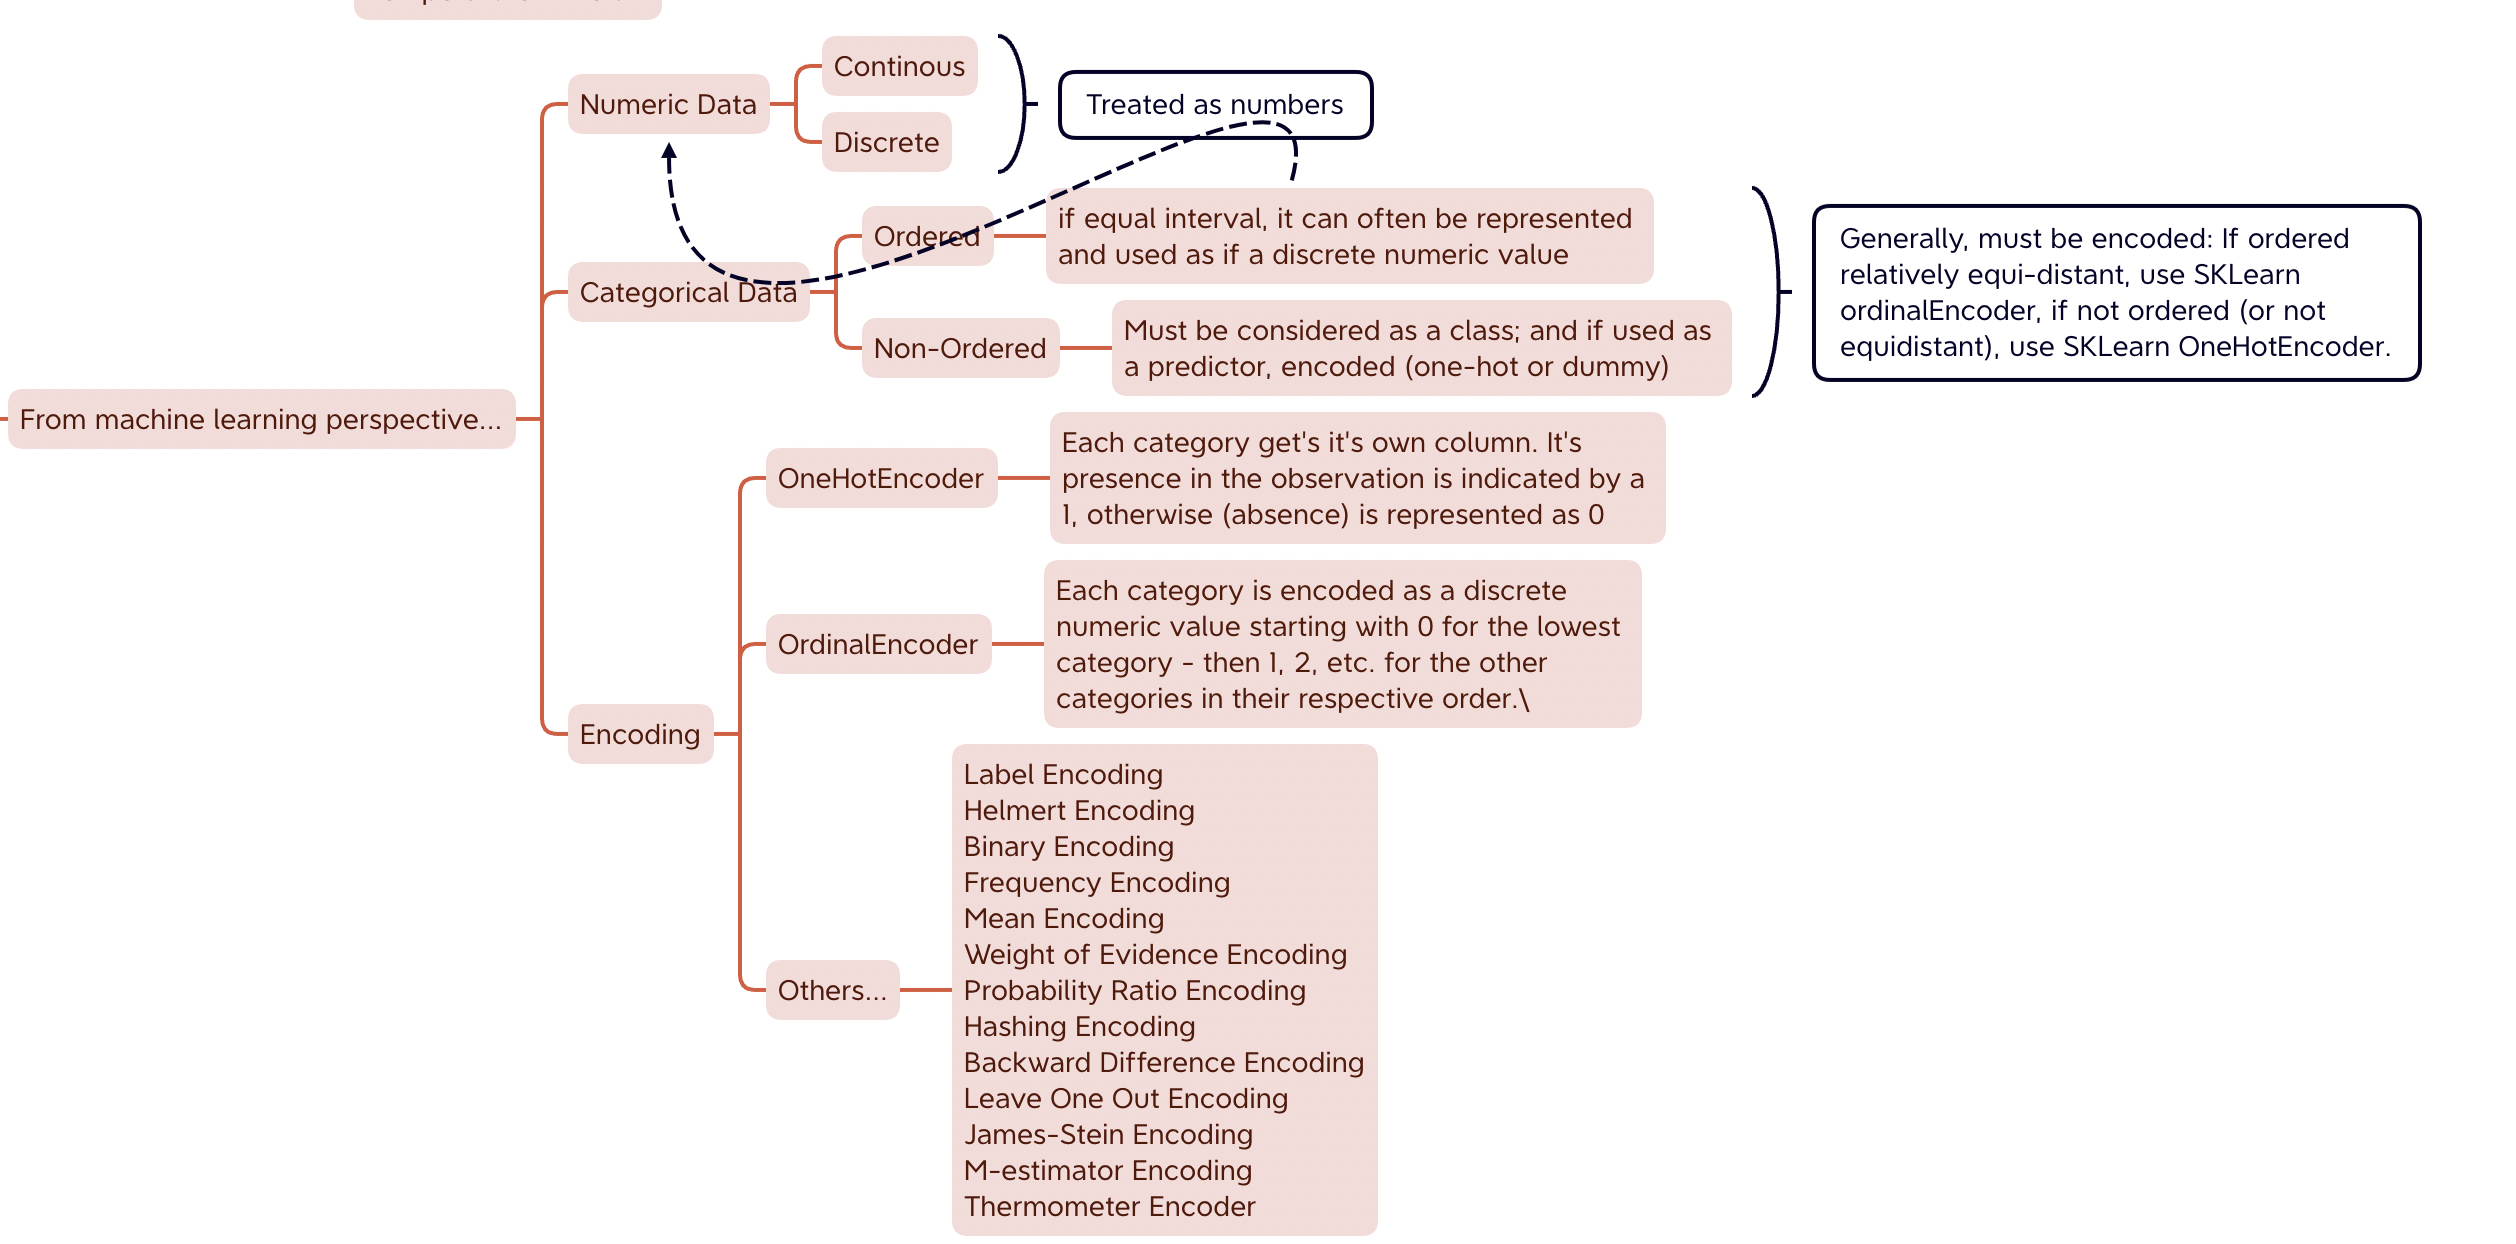 Continous
Numeric Data
Treated as numbers
Discrete
Ordered
if equal interval, it can often be represented
and used as if a discrete numeric value
Categorical Data
Non-Ordered
Must be considered as a class; and if used as
a predictor, encoded (one-hot or dummy)
Generally, must be encoded: If ordered
relatively equi-distant, use SKLearn
ordinalEncoder, if not ordered (or not
equidistant), use SKLearn OneHotEncoder.
From machine learning perspective...
OneHotEncoder
Each category get's it's own column. It's
presence in the observation is indicated by a
1, otherwise (absence) is represented as 0
OrdinalEncoder
Each category is encoded as a discrete
numeric value starting with 0 for the lowest
category - then 1, 2, etc. for the other
categories in their respective order.\
Encoding
Others...
Label Encoding
Helmert Encoding
Binary Encoding
Frequency Encoding
Mean Encoding
Weight of Evidence Encoding
Probability Ratio Encoding
Hashing Encoding
Backward Difference Encoding
Leave One Out Encoding
James-Stein Encoding
M-estimator Encoding
Thermometer Encoder